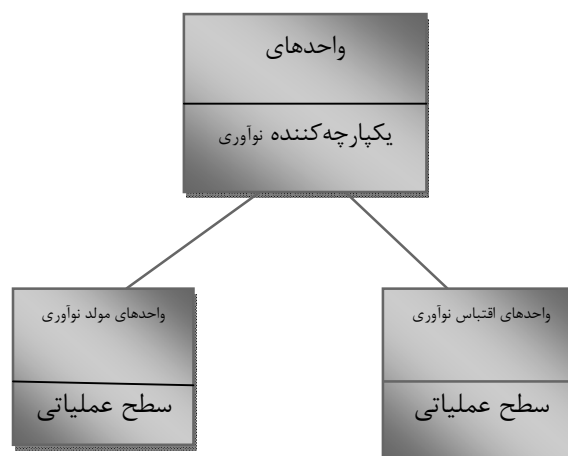 واحدهای
یکپارچه‌کننده نوآوری
واحدهای اقتباس نوآوری
سطح عملیاتی
واحدهای مولد نوآوری
سطح عملیاتی